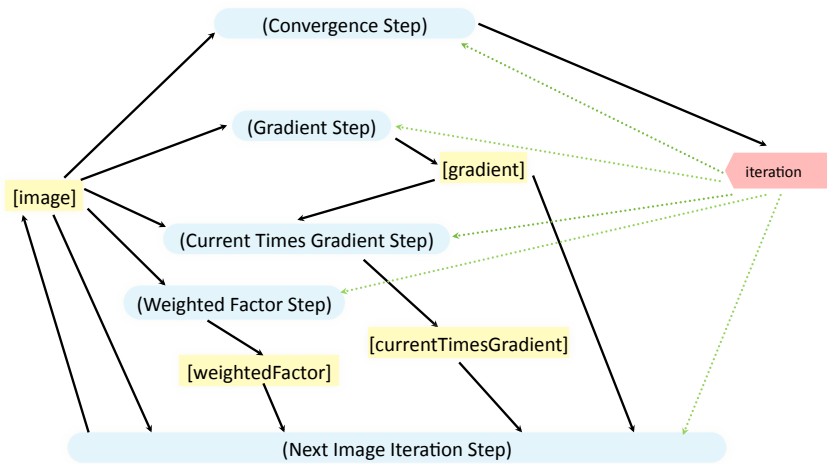 (Convergence Step)
(Gradient Step)
[gradient]
iteration
[image]
(Current Times Gradient Step)
(Weighted Factor Step)
[currentTimesGradient]
[weightedFactor]
(Next Image Iteration Step)